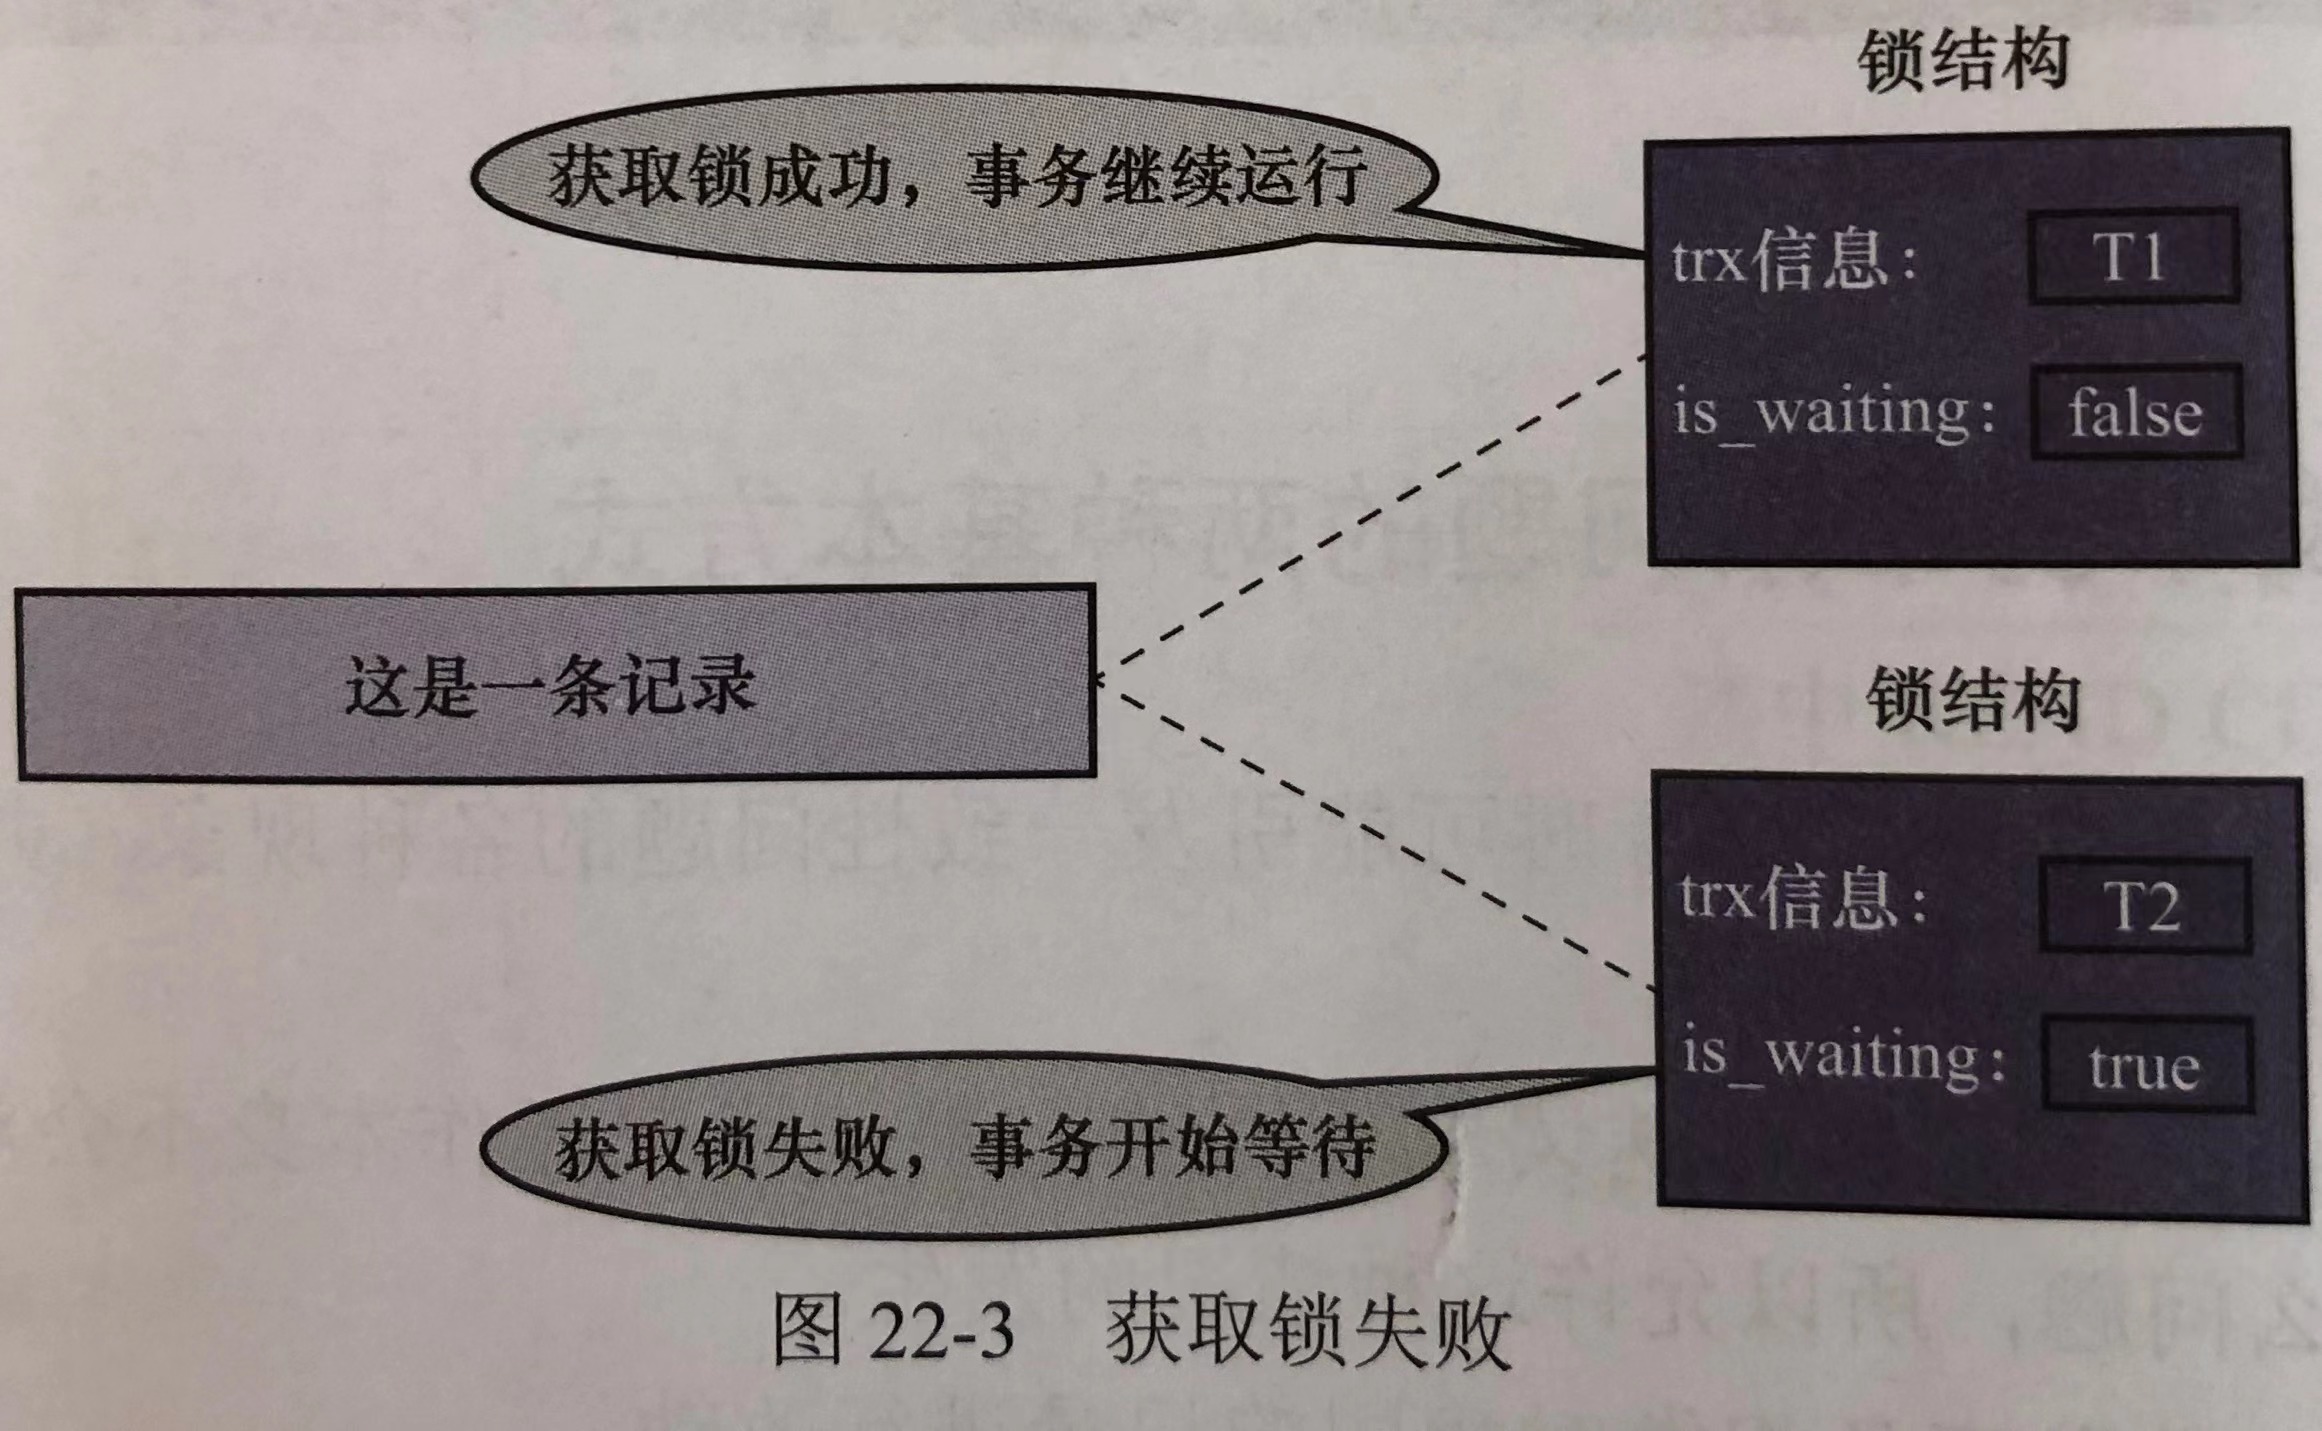 锁结构
获取锁成功，事务继续运行
trx信息： T1
is_waiting： false
这是一条记录
锁结构
trx信息： T2
is_waiting： true
获取锁失败，事务开始等待
图 22-3 获取锁失败